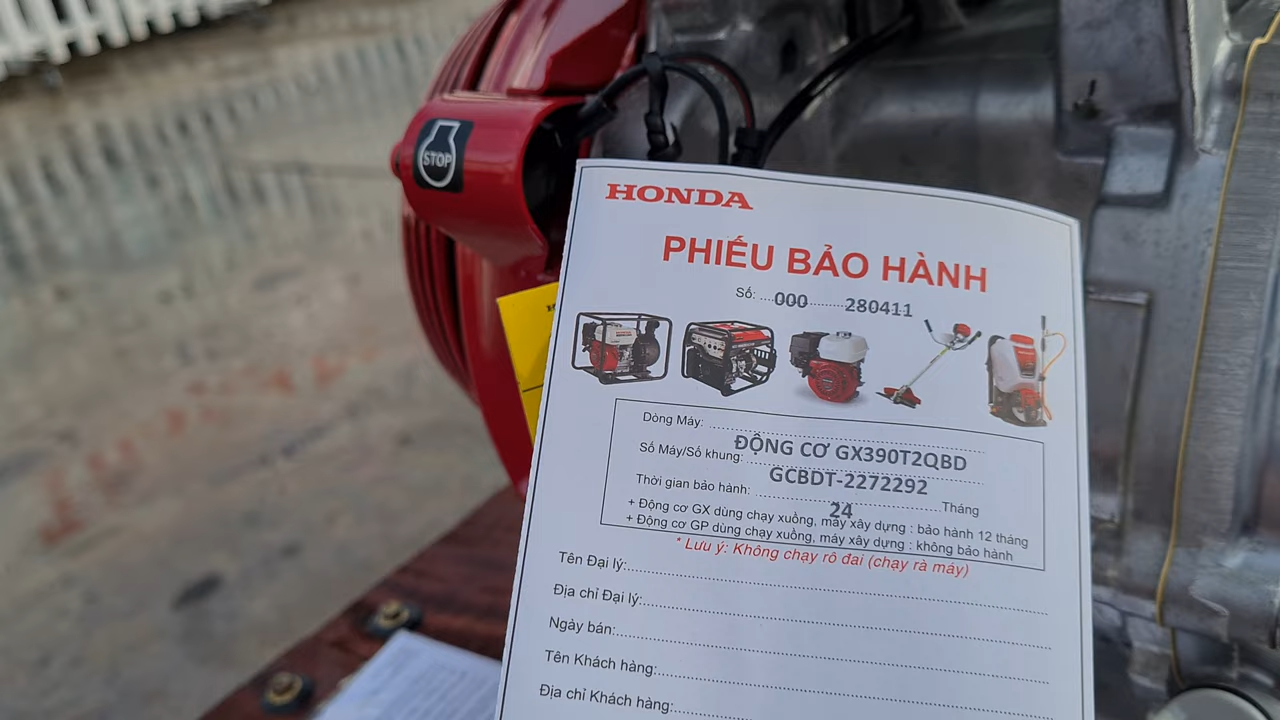 STOP
HONDA
PHIẾU BẢO HÀNH
Số: ....000..........280411
Dòng Máy: ĐỘNG CƠ GX390T2QBD
Số Máy/Số khung: GCBDT-2272292
Thời gian bảo hành: 24 Tháng
+ Động cơ GX dùng chạy xuồng, máy xây dựng : bảo hành 12 tháng
+ Động cơ GP dùng chạy xuồng, máy xây dựng : không bảo hành
* Lưu ý: Không chạy rô đai (chạy rà máy)
Tên Đại lý:
Địa chỉ Đại lý:
Ngày bán:
Tên Khách hàng:
Địa chỉ Khách hàng: